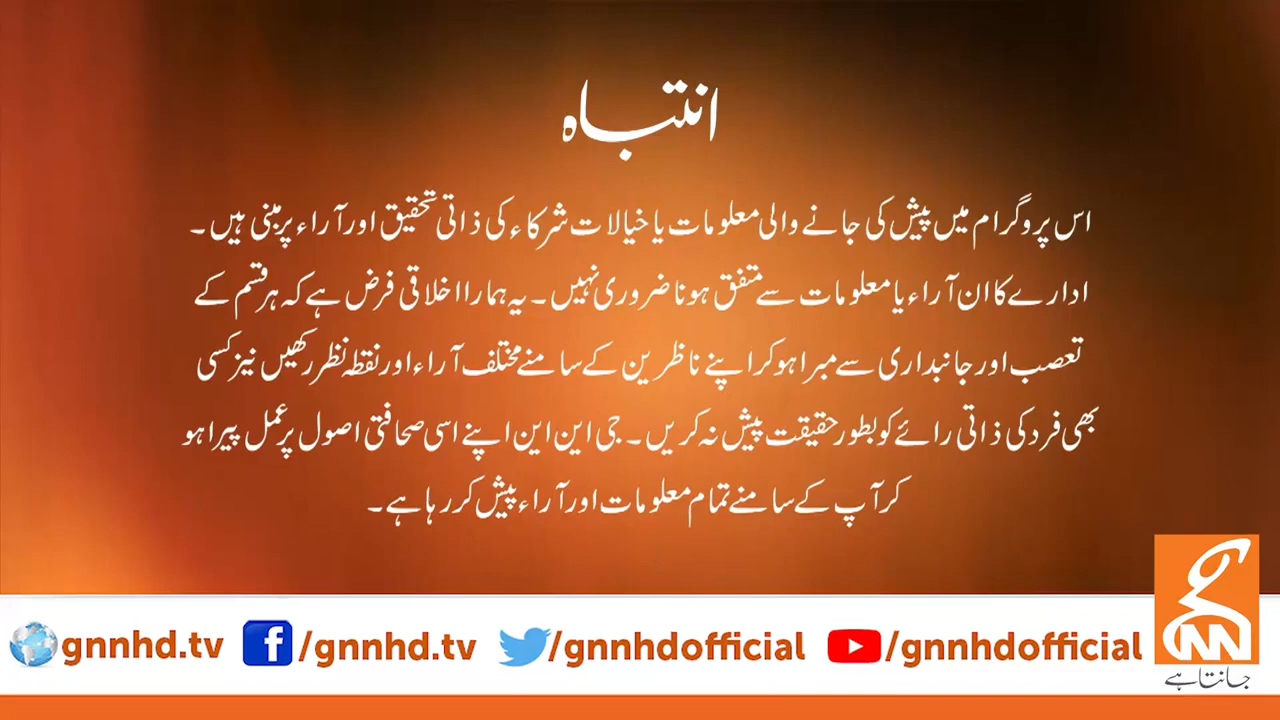 انتباہ
اس پروگرام میں پیش کی جانے والی معلومات یا خیالات شرکاء کی ذاتی تحقیق اور آراء پر مبنی ہیں۔
ادارے کا ان آراء یا معلومات سے متفق ہونا ضروری نہیں۔ یہ ہمارا اخلاقی فرض ہے کہ ہر قسم کے
تعصب اور جانبداری سے مبرا ہو کر اپنے ناظرین کے سامنے مختلف آراء اور نقطہ نظر رکھیں نیز کسی
بھی فرد کی ذاتی رائے کو بطور حقیقت پیش نہ کریں۔ جی این این اپنے اسی صحافتی اصول پر عمل پیرا ہو
کر آپ کے سامنے تمام معلومات اور آراء پیش کر رہا ہے۔
gnnhd.tv /gnnhd.tv /gnnhdofficial /gnnhdofficial
GNN
جانتا ہے